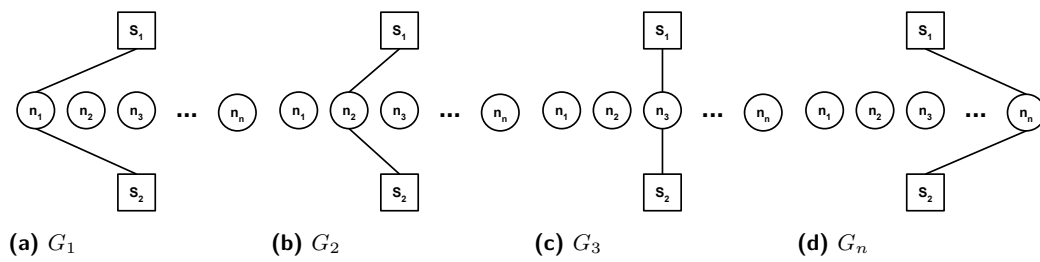 S₁ S₁ S₁ S₁
n₁ n₂ n₃ ... nₙ n₁ n₂ n₃ ... nₙ n₁ n₂ n₃ ... nₙ n₁ n₂ n₃ ... nₙ
S₂ S₂ S₂ S₂
(a) G₁ (b) G₂ (c) G₃ (d) Gₙ